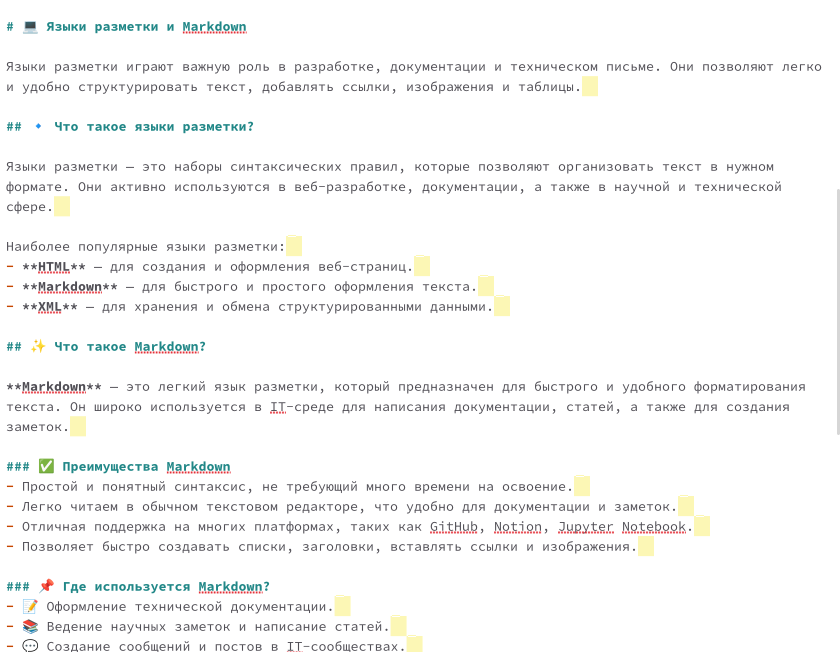 # 💻 Языки разметки и Markdown
Языки разметки играют важную роль в разработке, документации и техническом письме. Они позволяют легко
и удобно структурировать текст, добавлять ссылки, изображения и таблицы.
## 🔹 Что такое языки разметки?
Языки разметки — это наборы синтаксических правил, которые позволяют организовать текст в нужном
формате. Они активно используются в веб-разработке, документации, а также в научной и технической
сфере.
Наиболее популярные языки разметки:
- **HTML** — для создания и оформления веб-страниц.
- **Markdown** — для быстрого и простого оформления текста.
- **XML** — для хранения и обмена структурированными данными.
## ✨ Что такое Markdown?
**Markdown** — это легкий язык разметки, который предназначен для быстрого и удобного форматирования
текста. Он широко используется в IT-среде для написания документации, статей, а также для создания
заметок.
### ✅ Преимущества Markdown
- Простой и понятный синтаксис, не требующий много времени на освоение.
- Легко читаем в обычном текстовом редакторе, что удобно для документации и заметок.
- Отличная поддержка на многих платформах, таких как GitHub, Notion, Jupyter Notebook.
- Позволяет быстро создавать списки, заголовки, вставлять ссылки и изображения.
### 📌 Где используется Markdown?
- 📝 Оформление технической документации.
- 📚 Ведение научных заметок и написание статей.
- 💬 Создание сообщений и постов в IT-сообществах.